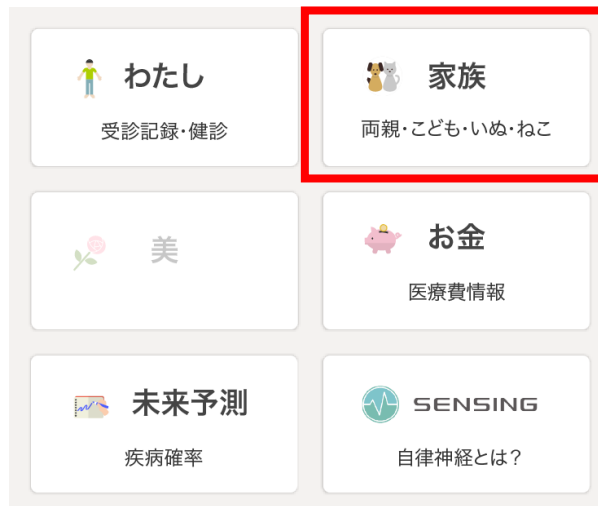 わたし
受診記録・健診
家族
両親・こども・いぬ・ねこ
美
お金
医療費情報
未来予測
疾病確率
SENSING
自律神経とは?